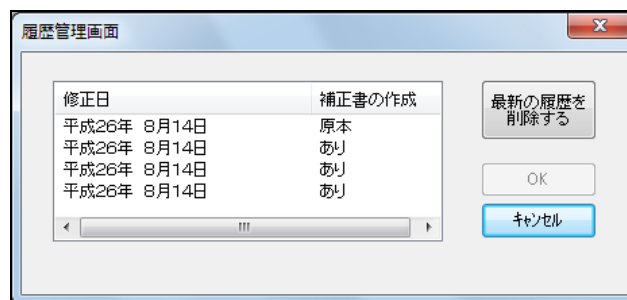 履歴管理画面
修正日 補正書の作成
平成26年 8月14日 原本
平成26年 8月14日 あり
平成26年 8月14日 あり
平成26年 8月14日 あり
最新の履歴を
削除する
OK
キャンセル